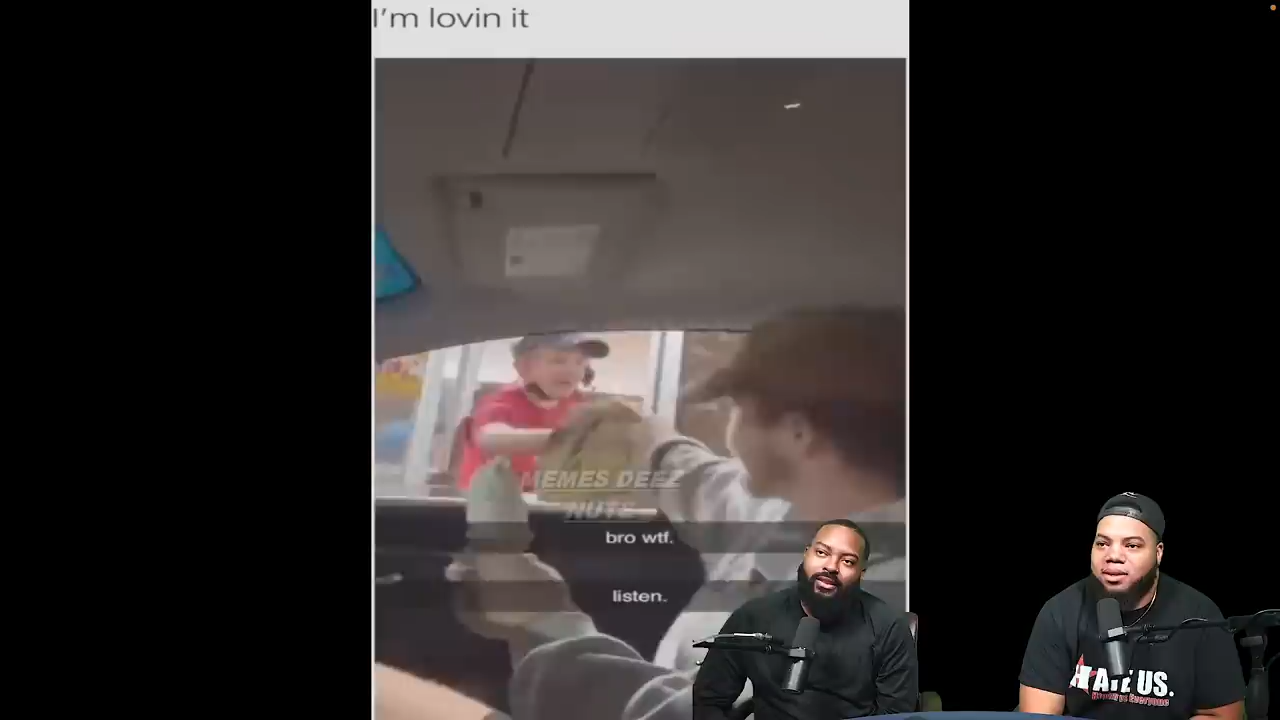 I'm lovin it
MEMES DEEZ
NUTS
bro wtf.
listen.
HATE US.